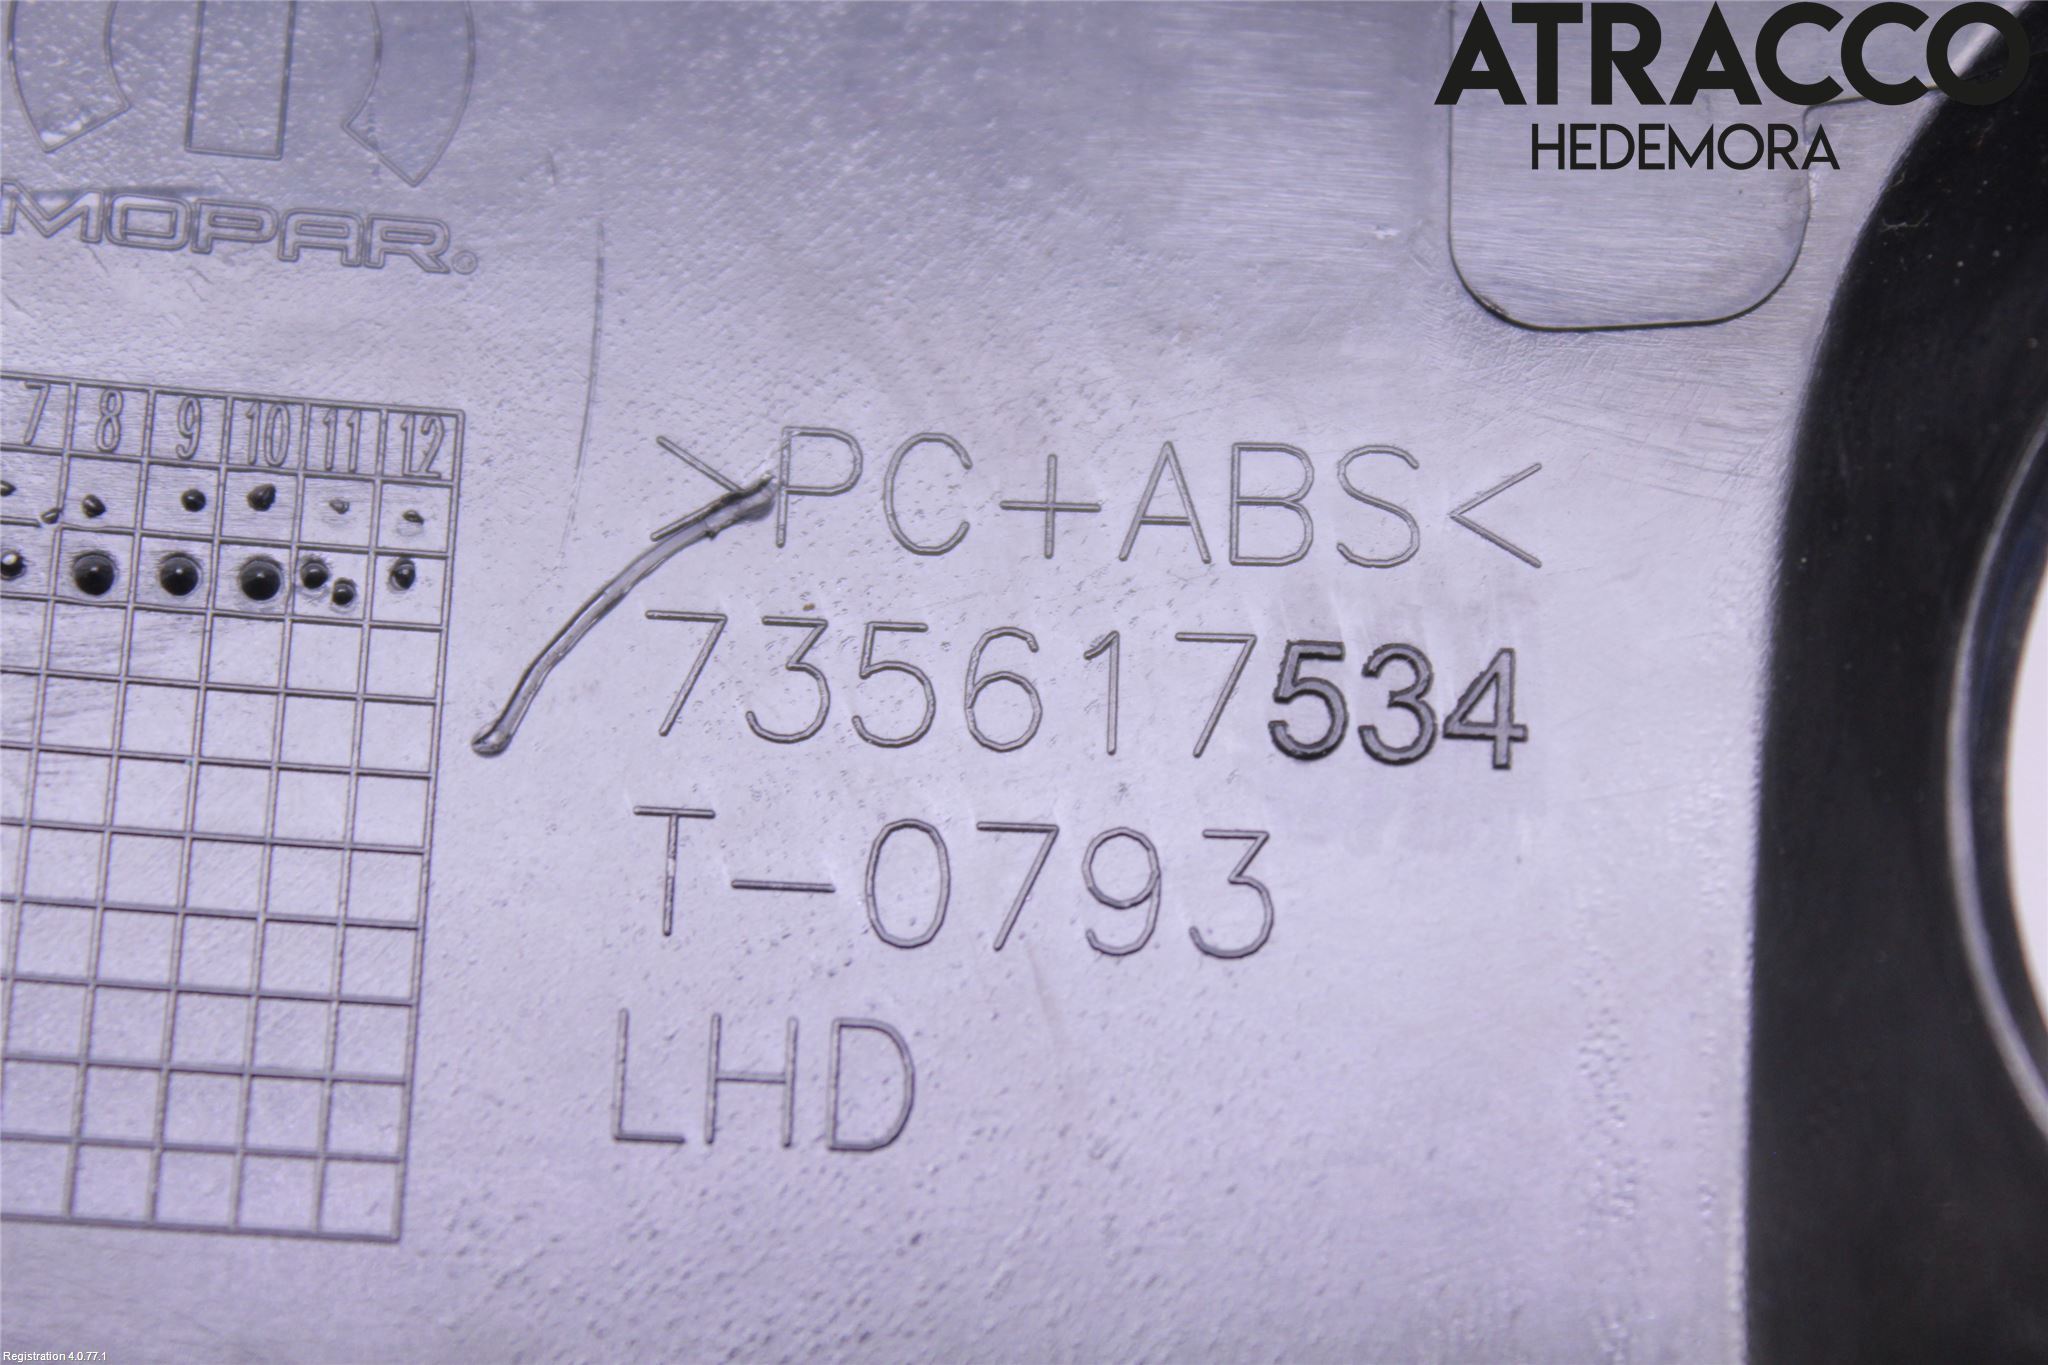 ATRACCO
HEDEMORA
MOPAR®
7 8 9 10 11 12
>PC+ABS<
735617534
T-0793
LHD
Registration 4.0.77.1